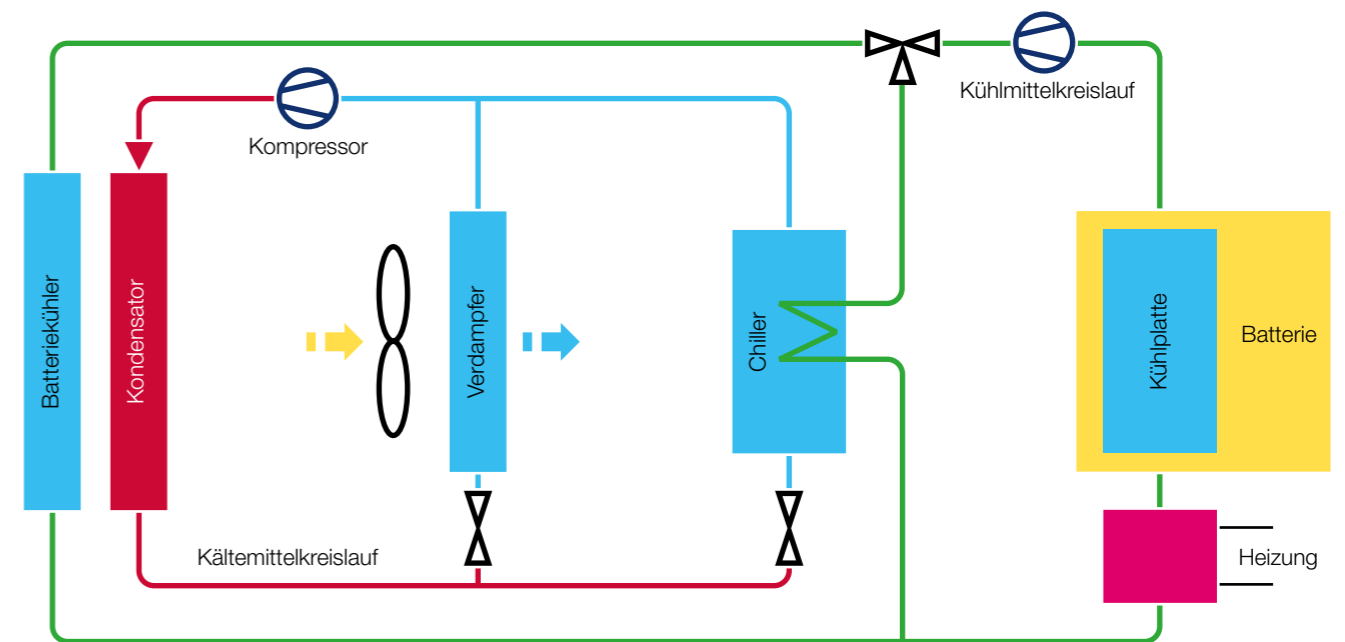 Kühlmittelkreislauf
Kompressor
Batteriekühler
Kondensator
Verdampfer
Chiller
Kühlplatte
Batterie
Kältemittelkreislauf
Heizung